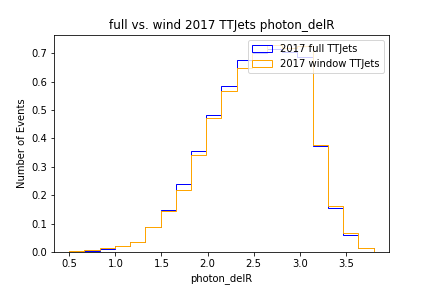 full vs. wind 2017 TTJets photon_delR
2017 full TTJets
2017 window TTJets
Number of Events
0.7
0.6
0.5
0.4
0.3
0.2
0.1
0.0
0.5 1.0 1.5 2.0 2.5 3.0 3.5
photon_delR